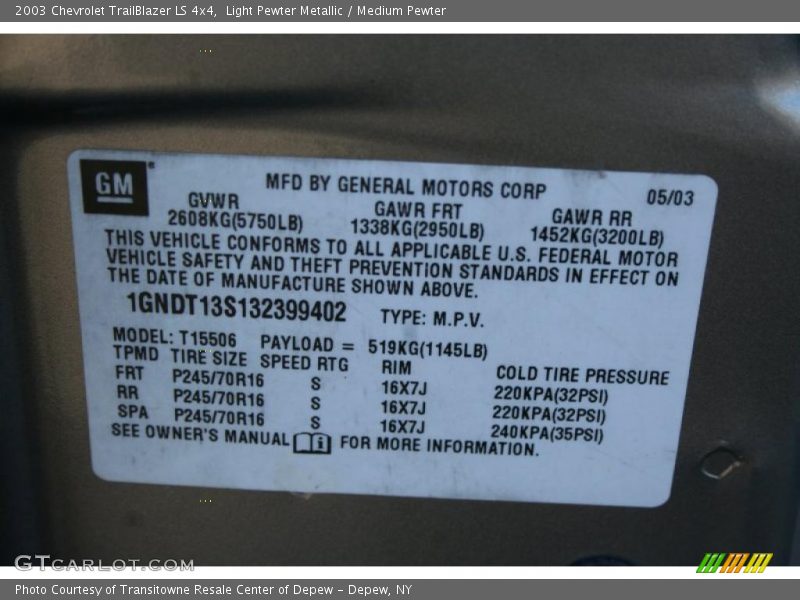 2003 Chevrolet TrailBlazer LS 4x4, Light Pewter Metallic / Medium Pewter
GM
MFD BY GENERAL MOTORS CORP
05/03
GVWR GAWR FRT GAWR RR
2608KG(5750LB) 1338KG(2950LB) 1452KG(3200LB)
THIS VEHICLE CONFORMS TO ALL APPLICABLE U.S. FEDERAL MOTOR
VEHICLE SAFETY AND THEFT PREVENTION STANDARDS IN EFFECT ON
THE DATE OF MANUFACTURE SHOWN ABOVE.
1GNDT13S132399402 TYPE: M.P.V.
MODEL: T15506 PAYLOAD = 519KG(1145LB)
TPMD TIRE SIZE SPEED RTG RIM COLD TIRE PRESSURE
FRT P245/70R16 S 16X7J 220KPA(32PSI)
RR P245/70R16 S 16X7J 220KPA(32PSI)
SPA P245/70R16 S 16X7J 240KPA(35PSI)
SEE OWNER'S MANUAL FOR MORE INFORMATION.
GTCARLOT.COM
Photo Courtesy of Transitowne Resale Center of Depew – Depew, NY